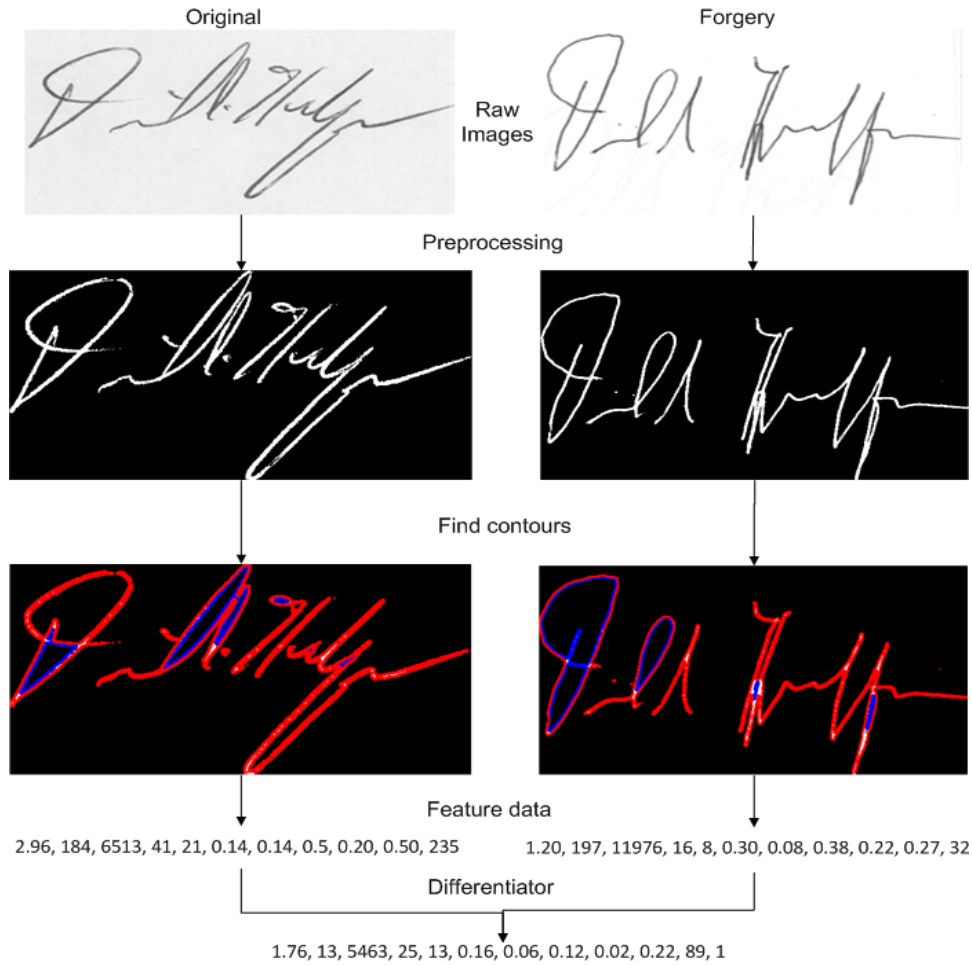 Original
Forgery
Raw
Images
Preprocessing
Find contours
Feature data
2.96, 184, 6513, 41, 21, 0.14, 0.14, 0.5, 0.20, 0.50, 235
1.20, 197, 11976, 16, 8, 0.30, 0.08, 0.38, 0.22, 0.27, 32
Differentiator
1.76, 13, 5463, 25, 13, 0.16, 0.06, 0.12, 0.02, 0.22, 89, 1